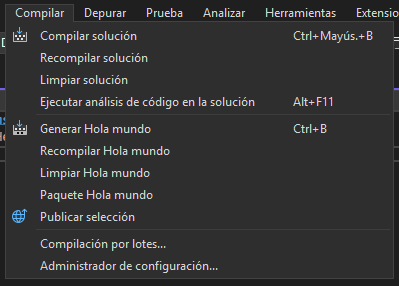 Compilar Depurar Prueba Analizar Herramientas Extensio
Compilar solución Ctrl+Mayús.+B
Recompilar solución
Limpiar solución
Ejecutar análisis de código en la solución Alt+F11
Generar Hola mundo Ctrl+B
Recompilar Hola mundo
Limpiar Hola mundo
Paquete Hola mundo
Publicar selección
Compilación por lotes...
Administrador de configuración...